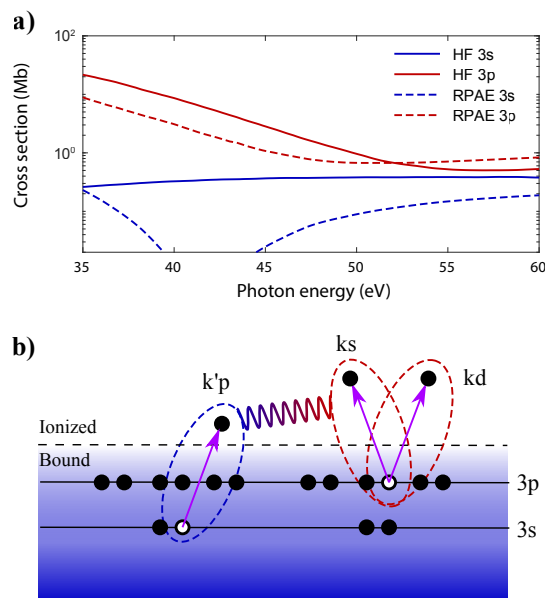 a)
10²
10⁰
Cross section (Mb)
HF 3s
HF 3p
RPAE 3s
RPAE 3p
35
40
45
50
55
60
Photon energy (eV)
b)
ks
kd
k'p
Ionized
Bound
3p
3s